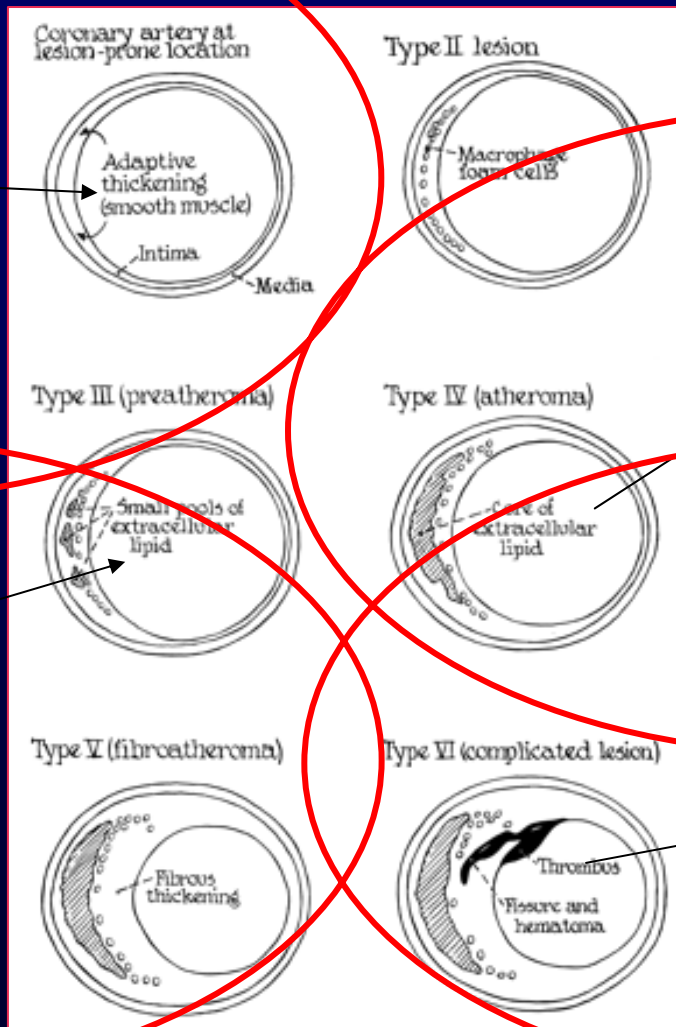 Coronary artery at
lesion-prone location
Adaptive
thickening
(smooth muscle)
Intima
Media
Type II lesion
Macrophage
foam cells
Type III (preatheroma)
Small pools of
extracellular
lipid
Type IV (atheroma)
Core of
extracellular
lipid
Type V (fibroatheroma)
Fibrous
thickening
Type VI (complicated lesion)
Thrombus
Fissure and
hematoma